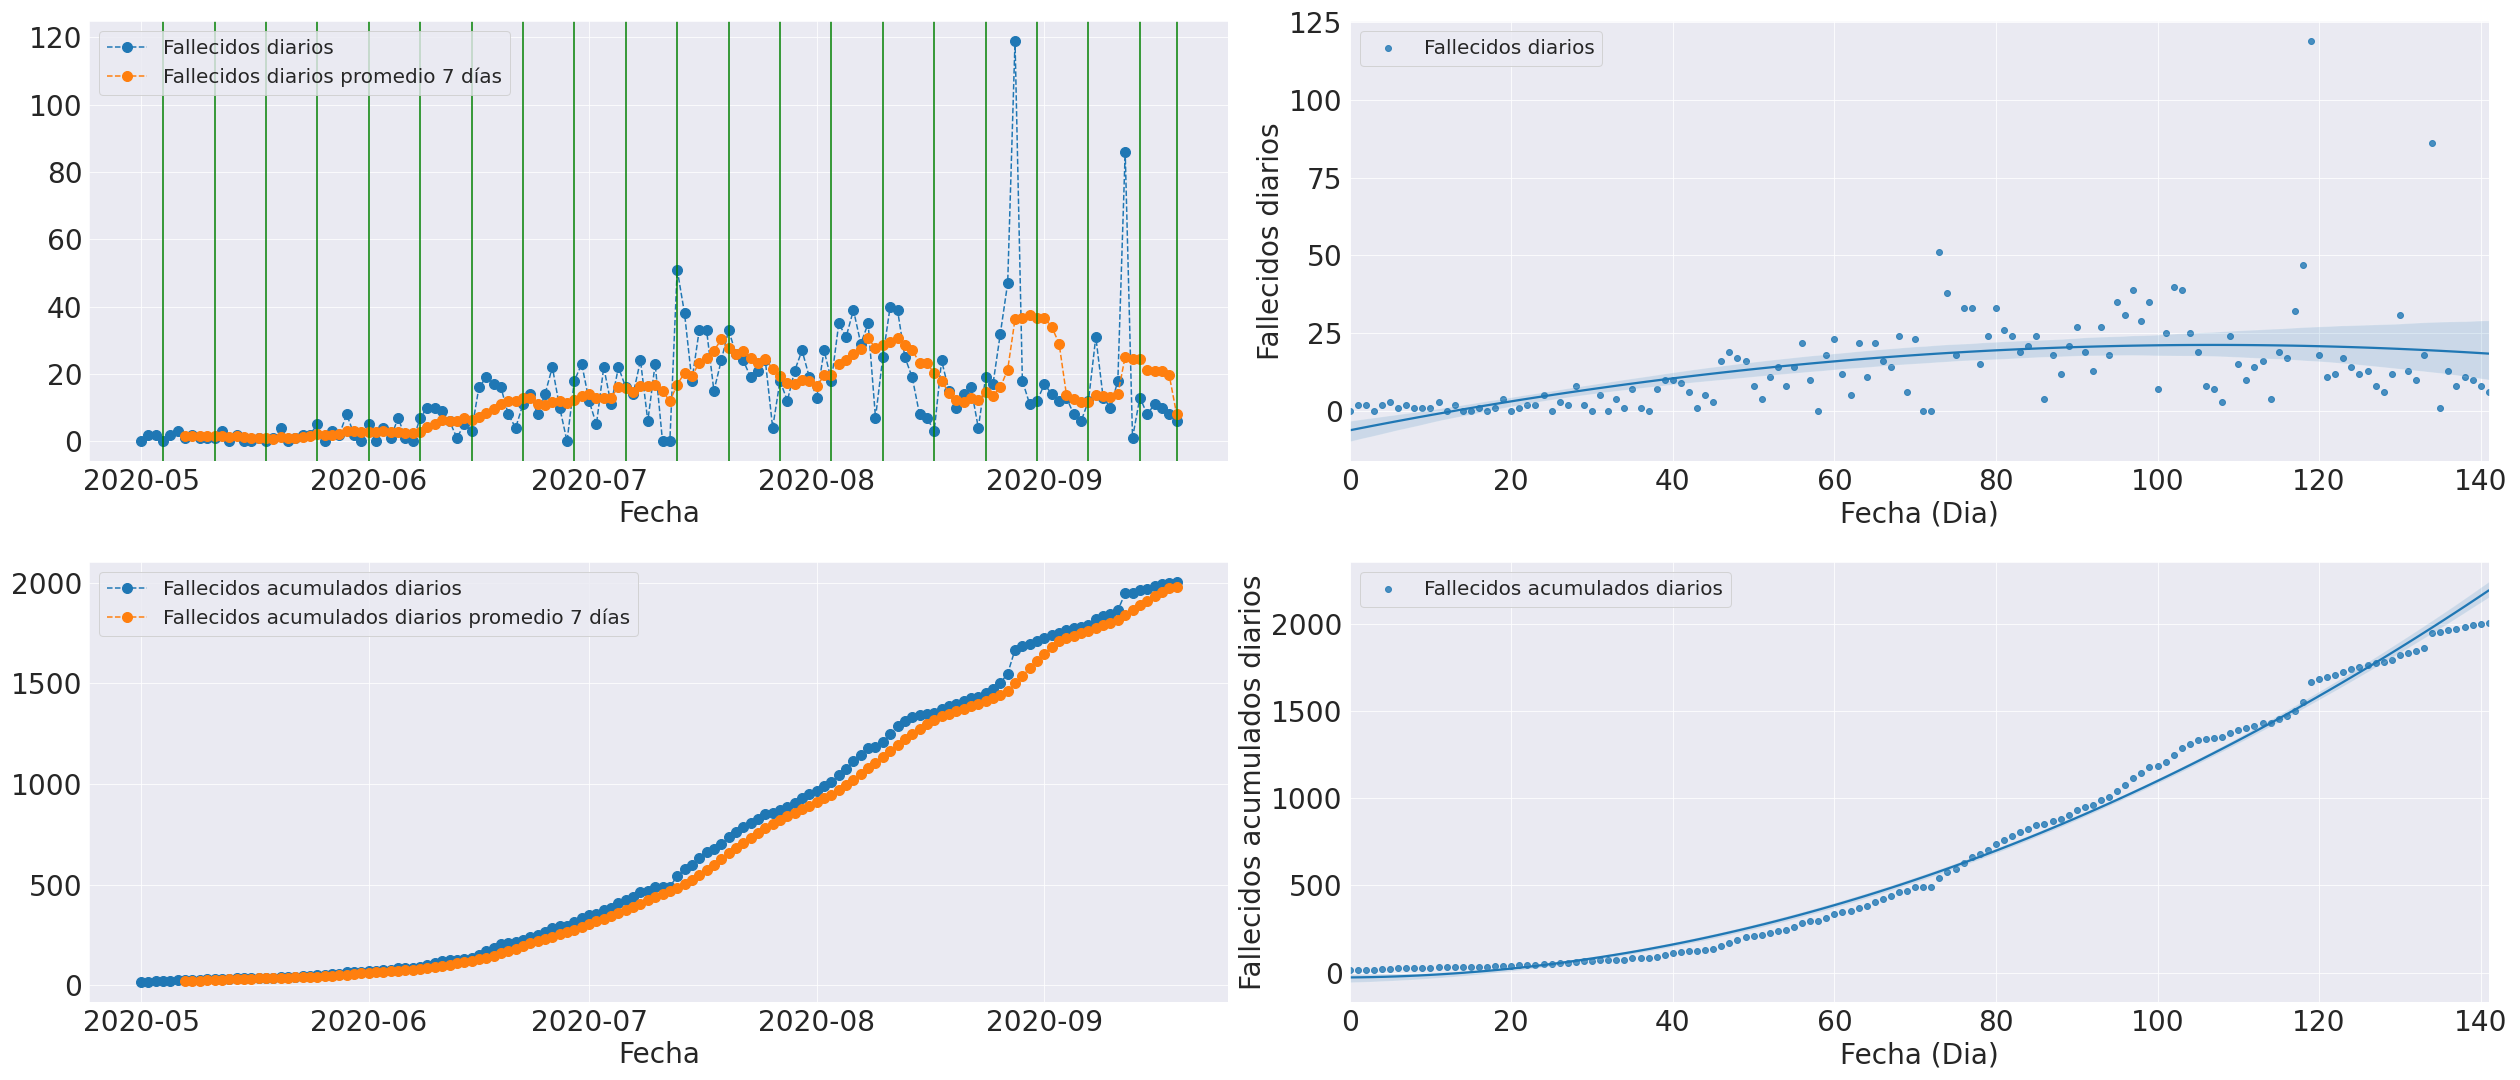 Fallecidos diarios
Fallecidos diarios promedio 7 días
120
100
80
60
40
20
0
2020-05 2020-06 2020-07 2020-08 2020-09
Fecha
Fallecidos diarios
Fallecidos diarios
125
100
75
50
25
0
0 20 40 60 80 100 120 140
Fecha (Dia)
Fallecidos acumulados diarios
Fallecidos acumulados diarios promedio 7 días
2000
1500
1000
500
0
2020-05 2020-06 2020-07 2020-08 2020-09
Fecha
Fallecidos acumulados diarios
Fallecidos acumulados diarios
2000
1500
1000
500
0
0 20 40 60 80 100 120 140
Fecha (Dia)